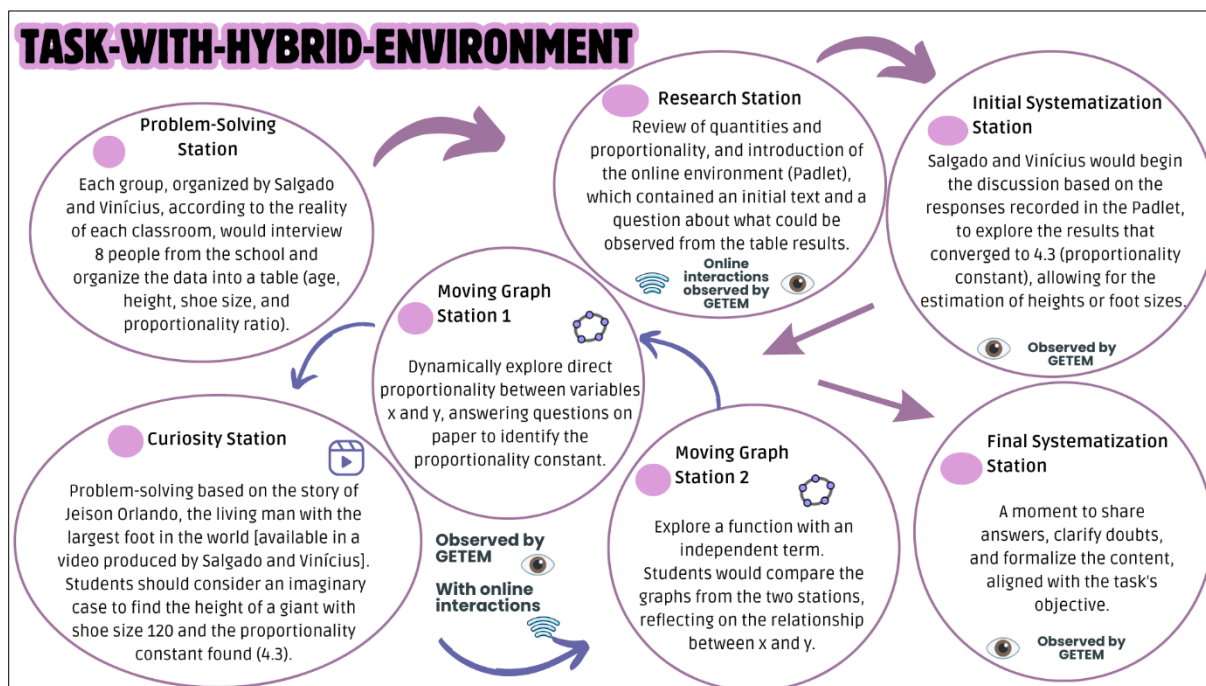 TASK-WITH-HYBRID-ENVIRONMENT
Problem-Solving
Station
Each group, organized by Salgado
and Vinícius, according to the reality
of each classroom, would interview
8 people from the school and
organize the data into a table (age,
height, shoe size, and
proportionality ratio).
Research Station
Review of quantities and
proportionality, and introduction of
the online environment (Padlet),
which contained an initial text and a
question about what could be
observed from the table results.
Online
interactions
observed by
GETEM
Initial Systematization
Station
Salgado and Vinícius would begin
the discussion based on the
responses recorded in the Padlet,
to explore the results that
converged to 4.3 (proportionality
constant), allowing for the
estimation of heights or foot sizes.
Observed by
GETEM
Moving Graph
Station 1
Dynamically explore direct
proportionality between variables
x and y, answering questions on
paper to identify the
proportionality constant.
Curiosity Station
Problem-solving based on the story of
Jeison Orlando, the living man with the
largest foot in the world [available in a
video produced by Salgado and Vinícius].
Students should consider an imaginary
case to find the height of a giant with
shoe size 120 and the proportionality
constant found (4.3).
Observed by
GETEM
With online
interactions
Moving Graph
Station 2
Explore a function with an
independent term.
Students would compare the
graphs from the two stations,
reflecting on the relationship
between x and y.
Final Systematization
Station
A moment to share
answers, clarify doubts,
and formalize the content,
aligned with the task's
objective.
Observed by
GETEM